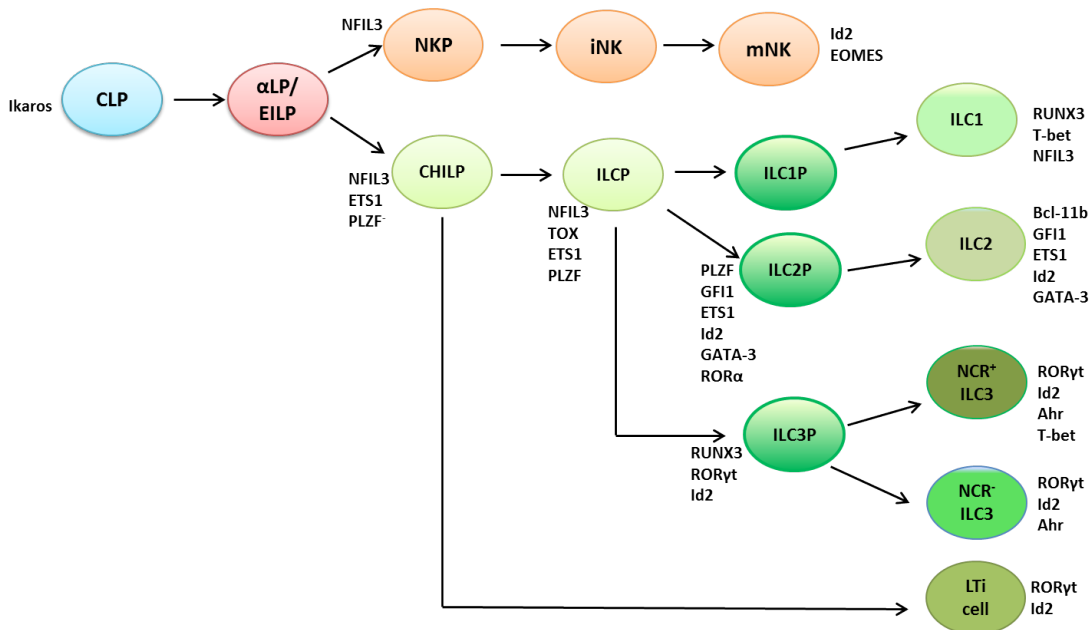 NFIL3
NKP
iNK
mNK
Id2
EOMES
Ikaros
CLP
αLP/
EILP
NFIL3
ETS1
PLZF⁻
CHILP
ILCP
NFIL3
TOX
ETS1
PLZF
ILC1P
ILC1
RUNX3
T-bet
NFIL3
PLZF
GFI1
ETS1
Id2
GATA-3
RORα
ILC2P
ILC2
Bcl-11b
GFI1
ETS1
Id2
GATA-3
RUNX3
RORγt
Id2
ILC3P
NCR⁺
ILC3
RORγt
Id2
Ahr
T-bet
NCR⁻
ILC3
RORγt
Id2
Ahr
LTi
cell
RORγt
Id2